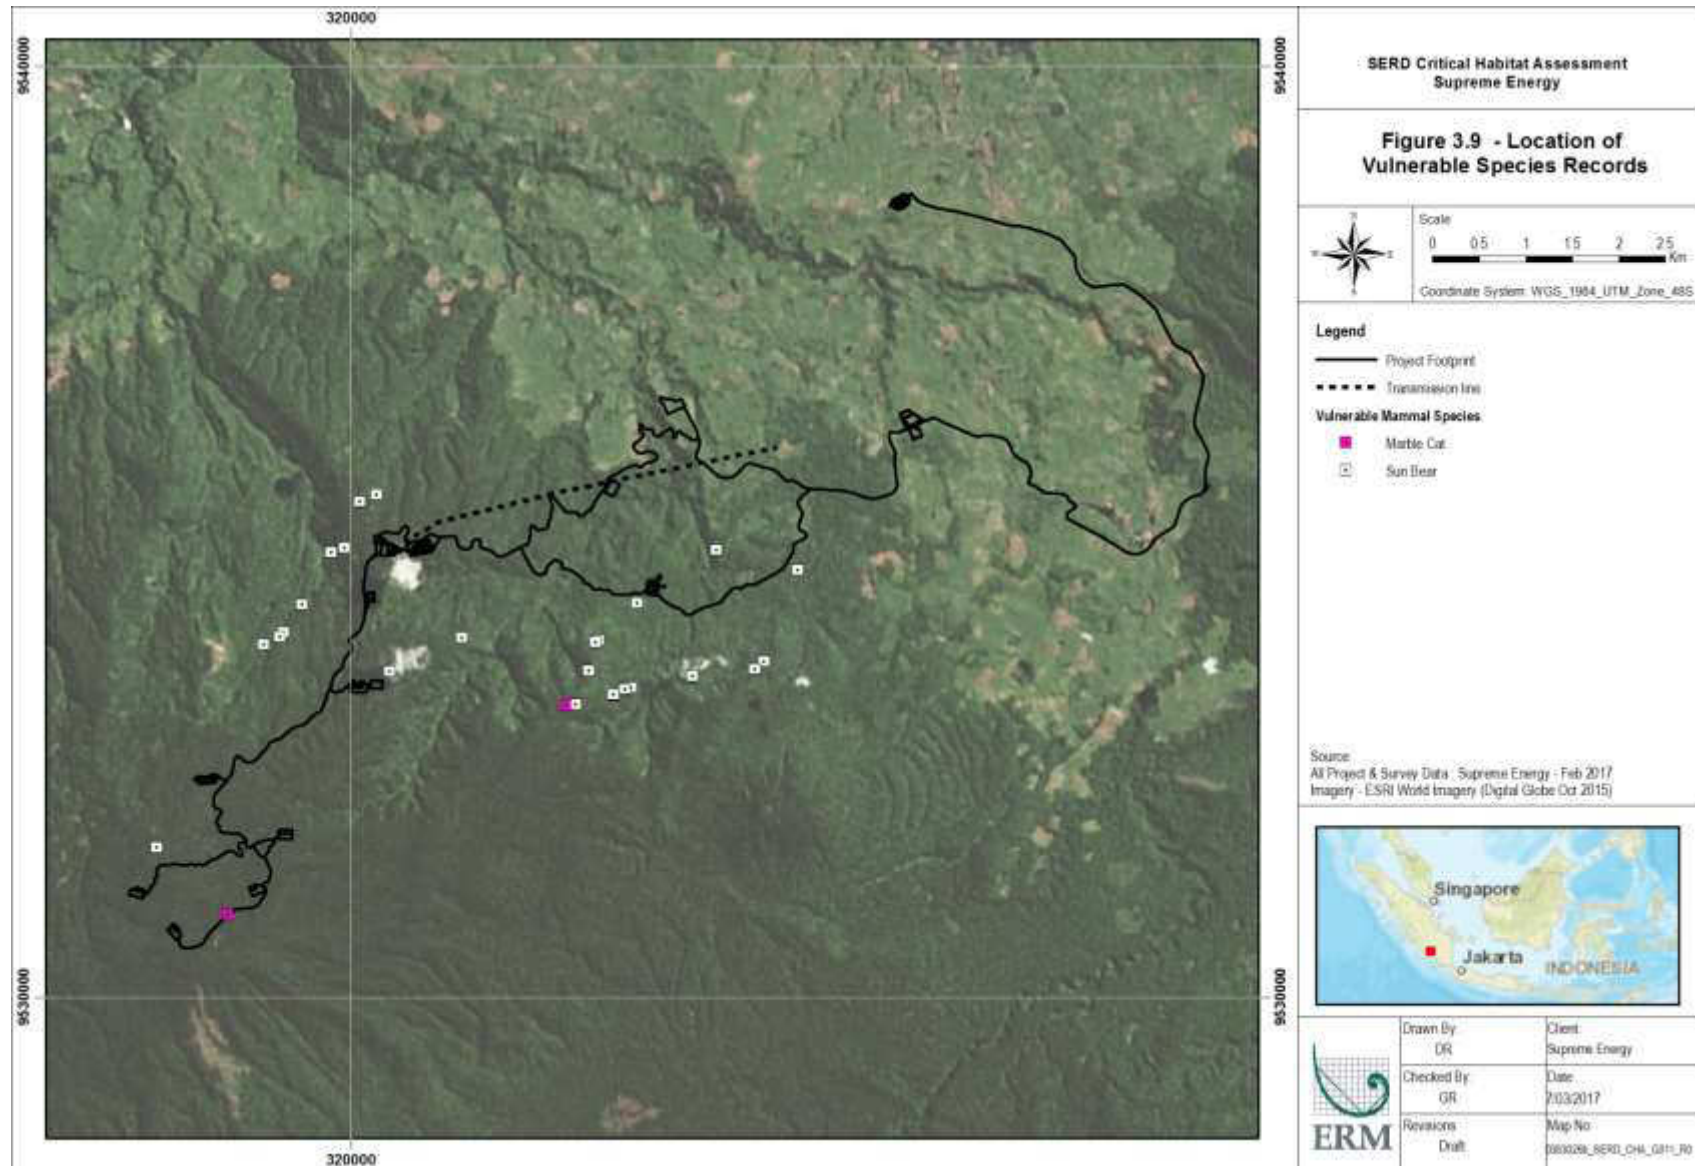 320000
9540000
9540000
SERD Critical Habitat Assessment
Supreme Energy
Figure 3.9 - Location of
Vulnerable Species Records
Scale
0 0.5 1 1.5 2 2.5
Km
Coordinate System: WGS_1984_UTM_Zone_48S
Legend
Project Footprint
Transmission line
Vulnerable Mammal Species
Marble Cat
Sun Bear
Source
All Project & Survey Data : Supreme Energy - Feb 2017
Imagery - ESRI World Imagery (Digital Globe Oct 2015)
Singapore
Jakarta
INDONESIA
9530000
9530000
320000
ERM
Drawn By
DR
Client
Supreme Energy
Checked By
GR
Date
7/03/2017
Revisions
Draft
Map No